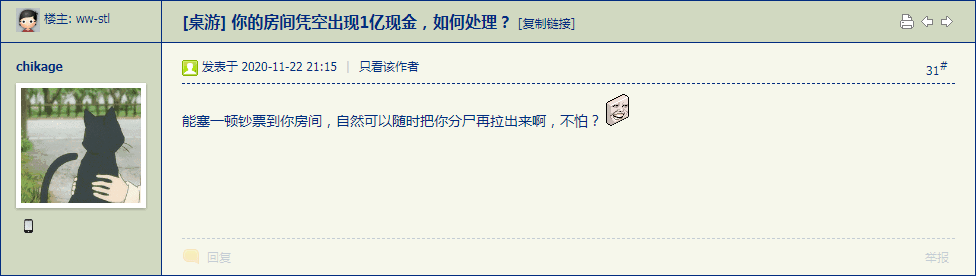 楼主: ww-stl
[桌游] 你的房间凭空出现1亿现金，如何处理？ [复制链接]
chikage
发表于 2020-11-22 21:15 | 只看该作者
31#
能塞一顿钞票到你房间，自然可以随时把你分尸再拉出来啊，不怕？
回复
举报